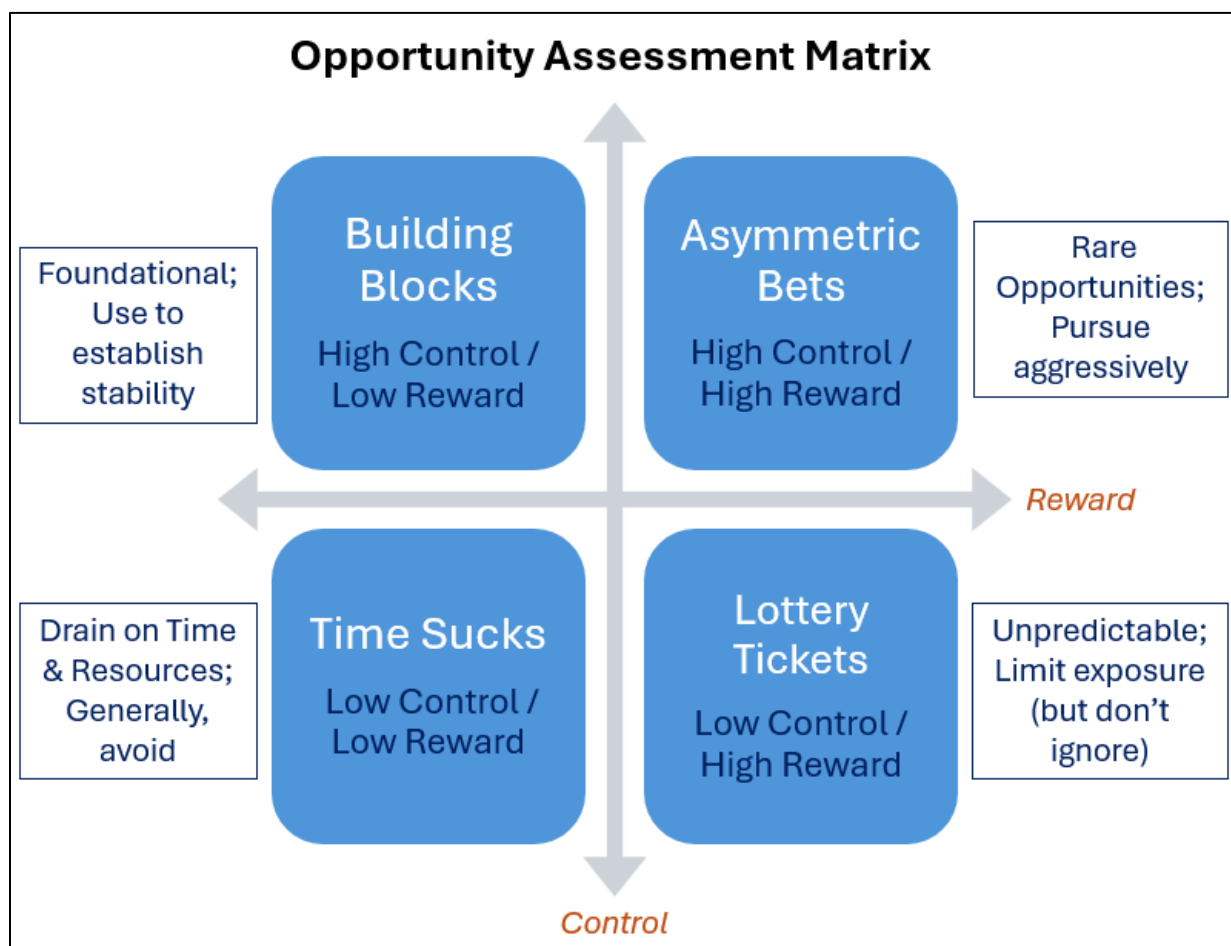 Opportunity Assessment Matrix
Foundational;
Use to
establish
stability
Building
Blocks
High Control /
Low Reward
Asymmetric
Bets
High Control /
High Reward
Rare
Opportunities;
Pursue
aggressively
Reward
Drain on Time
& Resources;
Generally,
avoid
Time Sucks
Low Control /
Low Reward
Lottery
Tickets
Low Control /
High Reward
Unpredictable;
Limit exposure
(but don’t
ignore)
Control